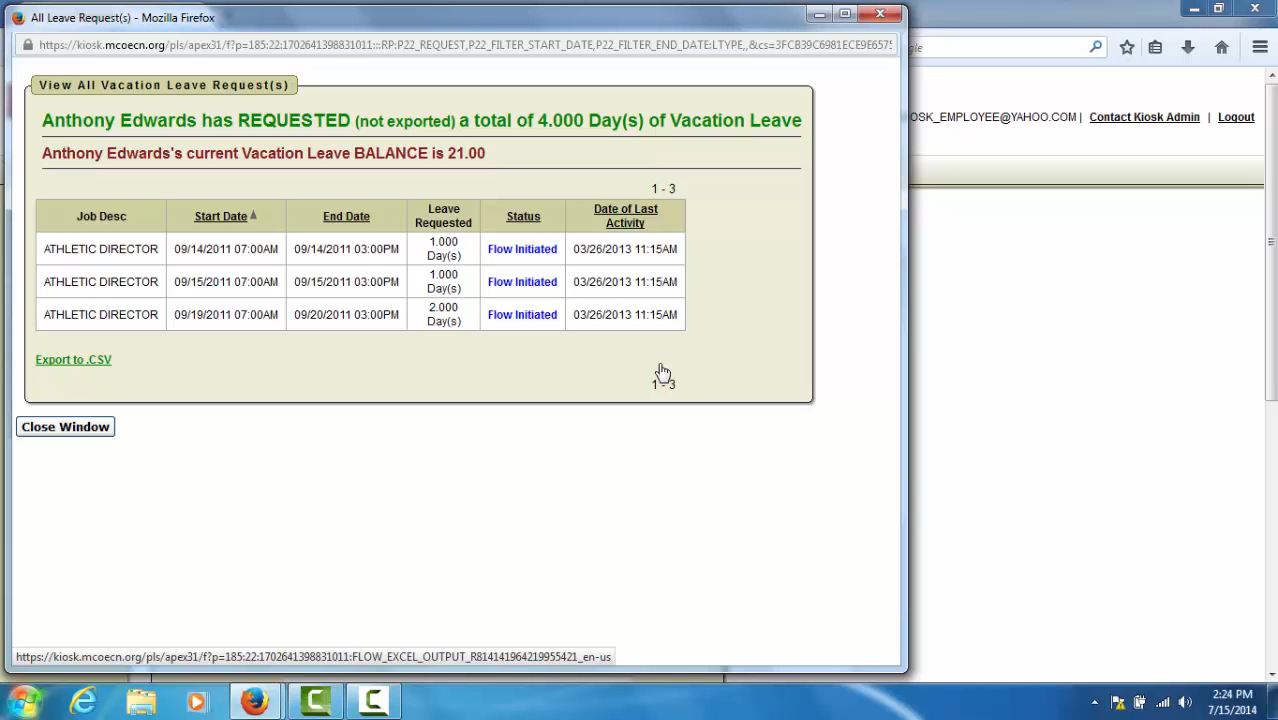 All Leave Request(s) - Mozilla Firefox
https://kiosk.mcoecn.org/pls/apex31/f?p=185:22:1702641398831011:::RP:P22_REQUEST,P22_FILTER_START_DATE,P22_FILTER_END_DATE:LTYPE,,&cs=3FCB39C6981ECE9E657
gle
OSK_EMPLOYEE@YAHOO.COM | Contact Kiosk Admin | Logout
View All Vacation Leave Request(s)
Anthony Edwards has REQUESTED (not exported) a total of 4.000 Day(s) of Vacation Leave
Anthony Edwards's current Vacation Leave BALANCE is 21.00
1 - 3
Job Desc Start Date End Date Leave Requested Status Date of Last Activity
ATHLETIC DIRECTOR 09/14/2011 07:00AM 09/14/2011 03:00PM 1.000 Day(s) Flow Initiated 03/26/2013 11:15AM
ATHLETIC DIRECTOR 09/15/2011 07:00AM 09/15/2011 03:00PM 1.000 Day(s) Flow Initiated 03/26/2013 11:15AM
ATHLETIC DIRECTOR 09/19/2011 07:00AM 09/20/2011 03:00PM 2.000 Day(s) Flow Initiated 03/26/2013 11:15AM
Export to .CSV
1 - 3
Close Window
https://kiosk.mcoecn.org/pls/apex31/f?p=185:22:1702641398831011:FLOW_EXCEL_OUTPUT_R814141964219955421_en-us
2:24 PM
7/15/2014